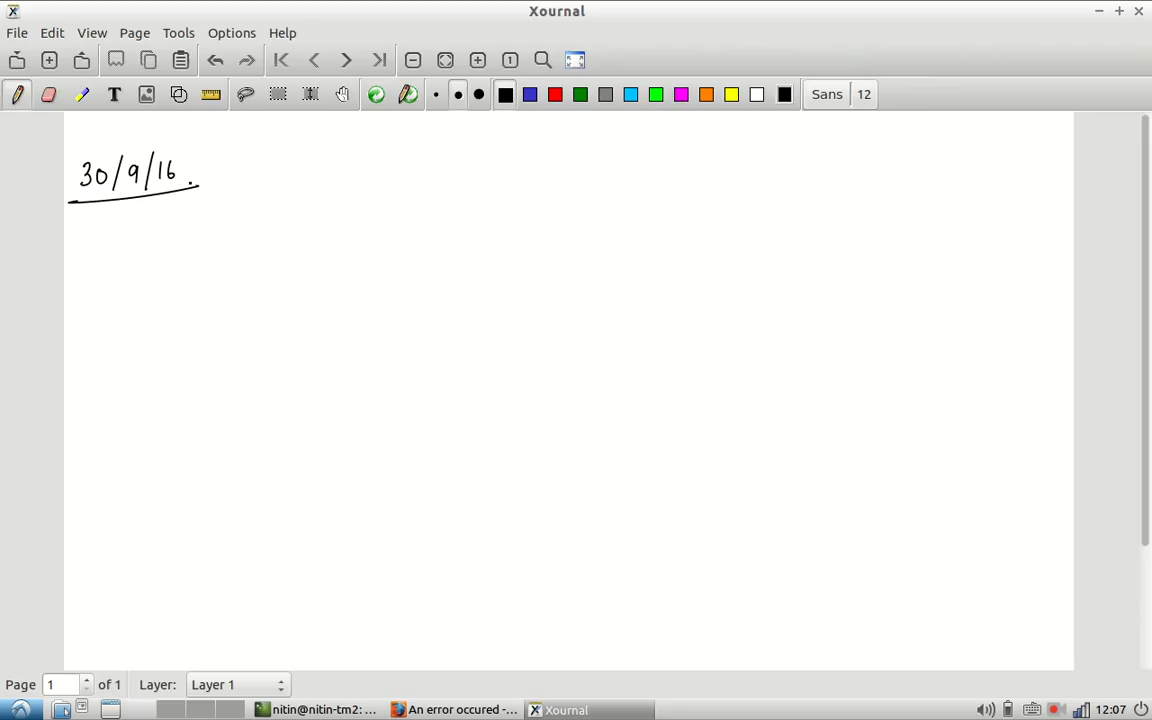 Xournal
File Edit View Page Tools Options Help
Sans 12
30/9/16.
Page 1 of 1 Layer: Layer 1
nitin@nitin-tm2: ... An error occured -... Xournal 12:07